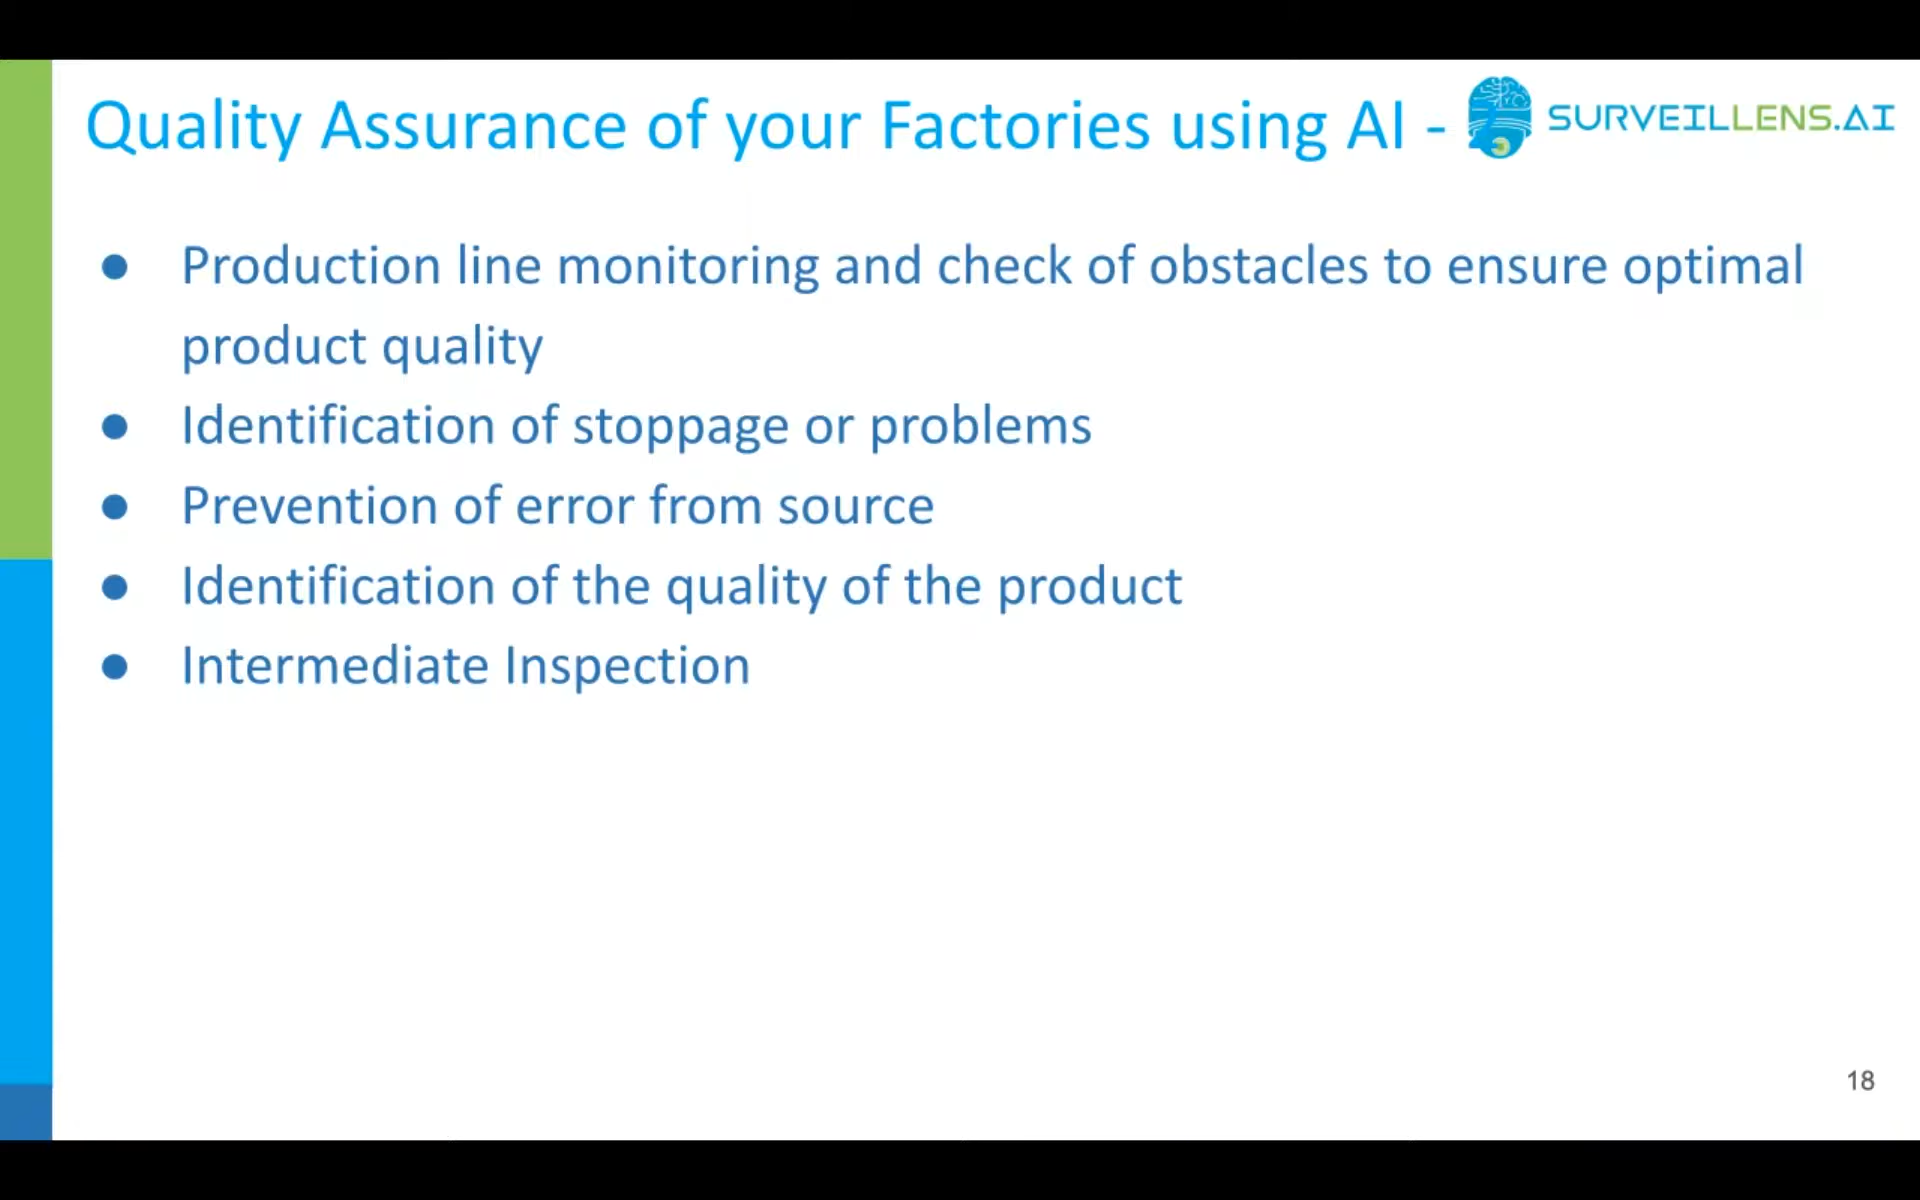 Quality Assurance of your Factories using AI - SURVEILLENS.AI
● Production line monitoring and check of obstacles to ensure optimal
product quality
● Identification of stoppage or problems
● Prevention of error from source
● Identification of the quality of the product
● Intermediate Inspection
18